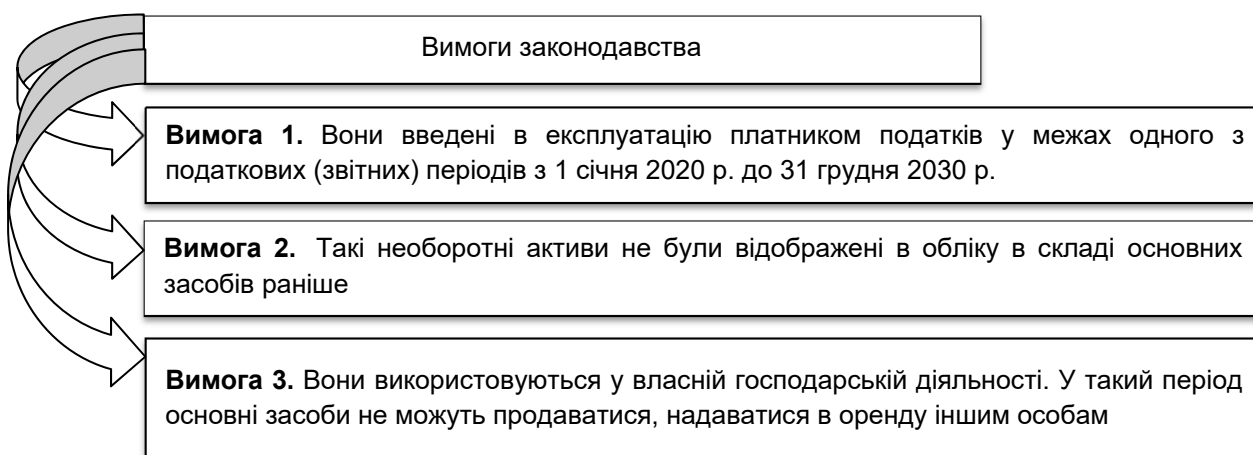 Вимоги законодавства
Вимога 1. Вони введені в експлуатацію платником податків у межах одного з
податкових (звітних) періодів з 1 січня 2020 р. до 31 грудня 2030 р.
Вимога 2. Такі необоротні активи не були відображені в обліку в складі основних
засобів раніше
Вимога 3. Вони використовуються у власній господарській діяльності. У такий період
основні засоби не можуть продаватися, надаватися в оренду іншим особам